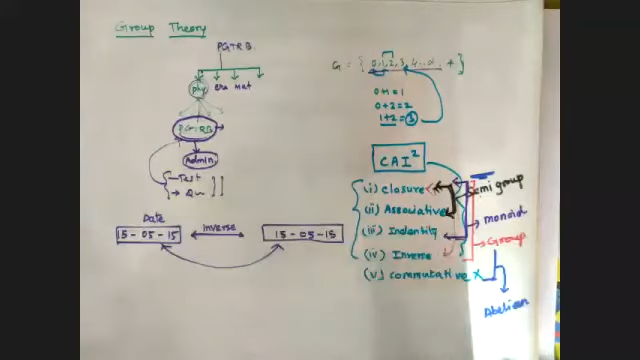 Group Theory
PGTRB
phy che mat
PGTRB
Admin
Test
Qn
Date
15-05-15 Inverse 15-05-15
G = { 0,1,2,3,4..∞, + }
0+1=1
0+2=2
1+2=3
CAI²
(i) closure
(ii) Associative
(iii) Indentity
(iv) Inverse
(v) commutative x
Semi group
monoid
Group
Abelian